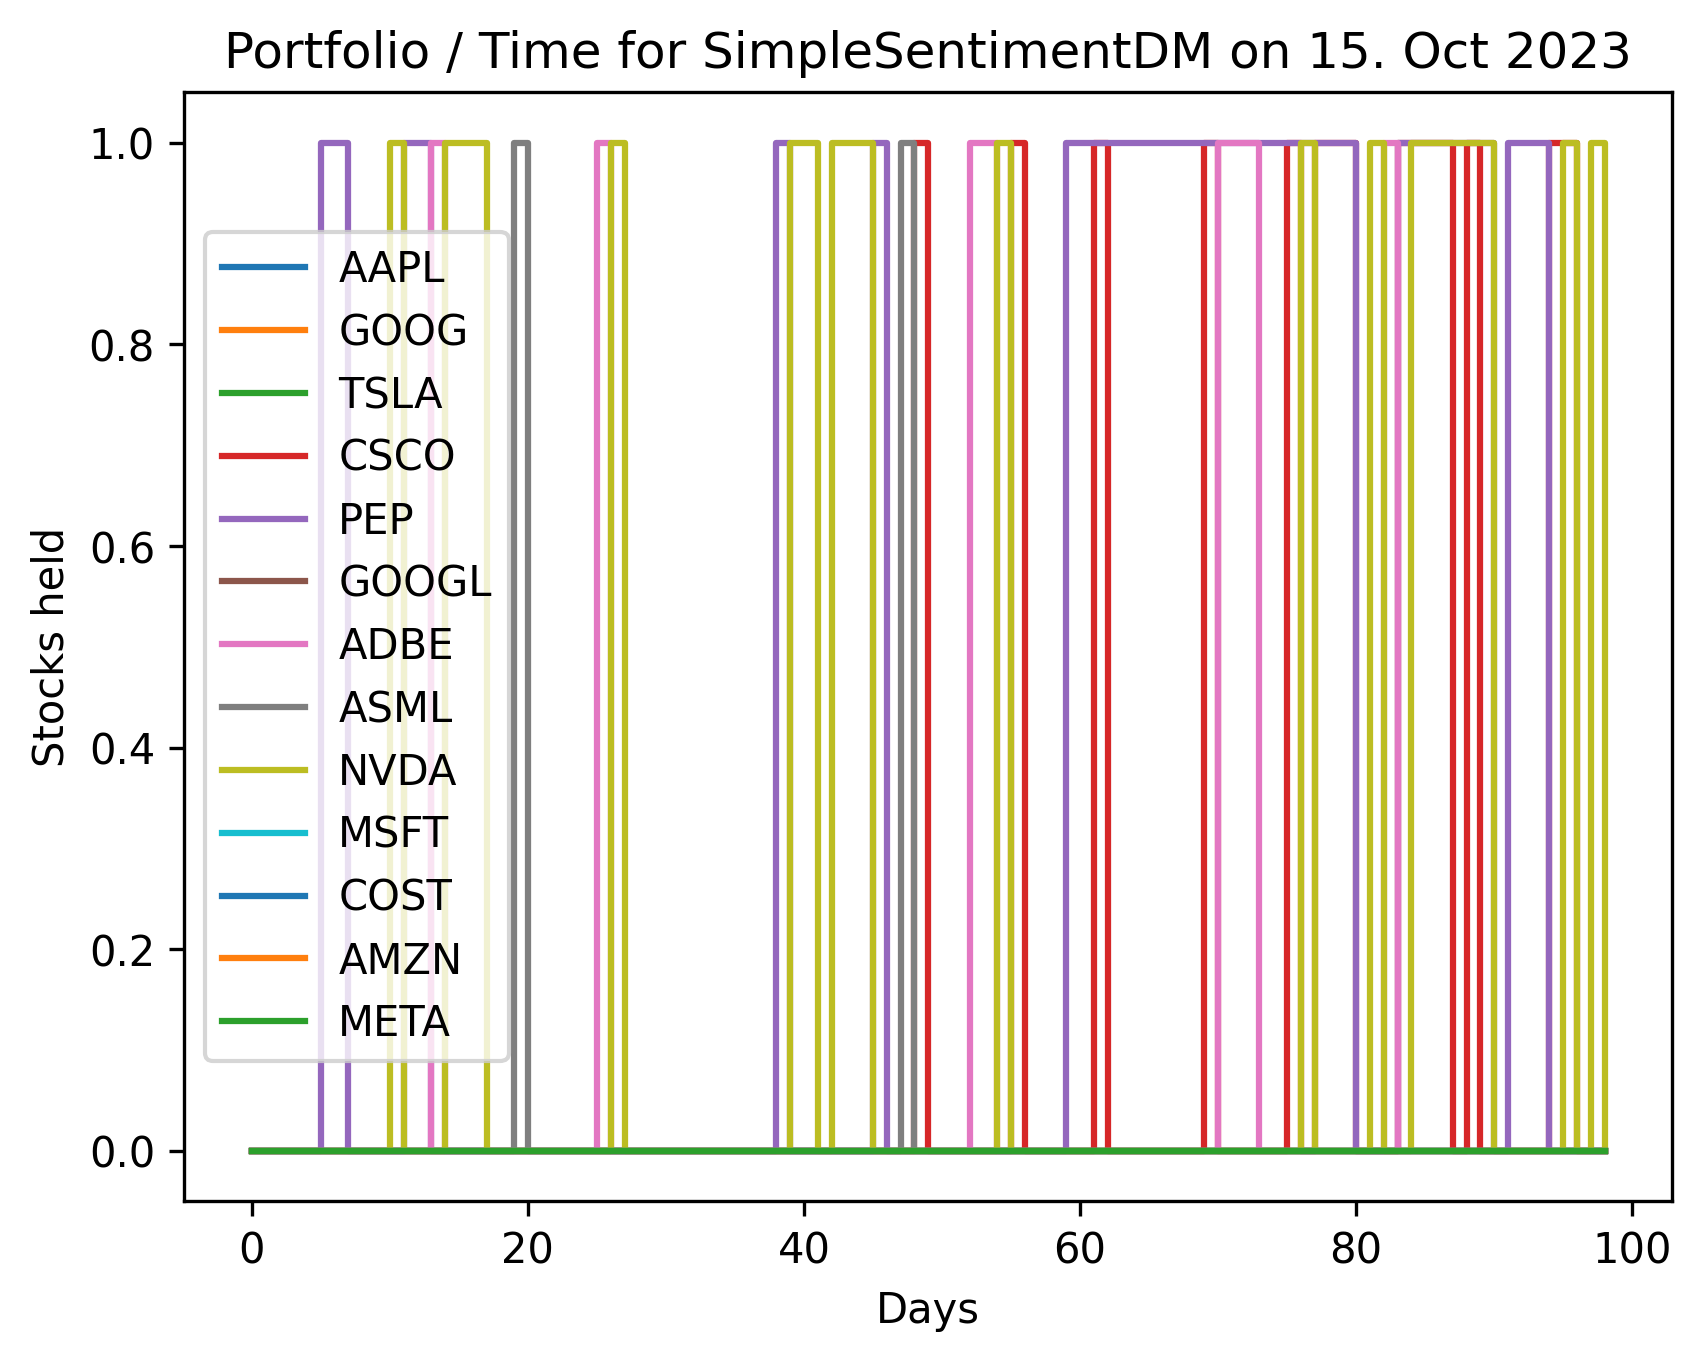 Portfolio / Time for SimpleSentimentDM on 15. Oct 2023
1.0
0.8
0.6
0.4
0.2
0.0
Stocks held
AAPL
GOOG
TSLA
CSCO
PEP
GOOGL
ADBE
ASML
NVDA
MSFT
COST
AMZN
META
0 20 40 60 80 100
Days